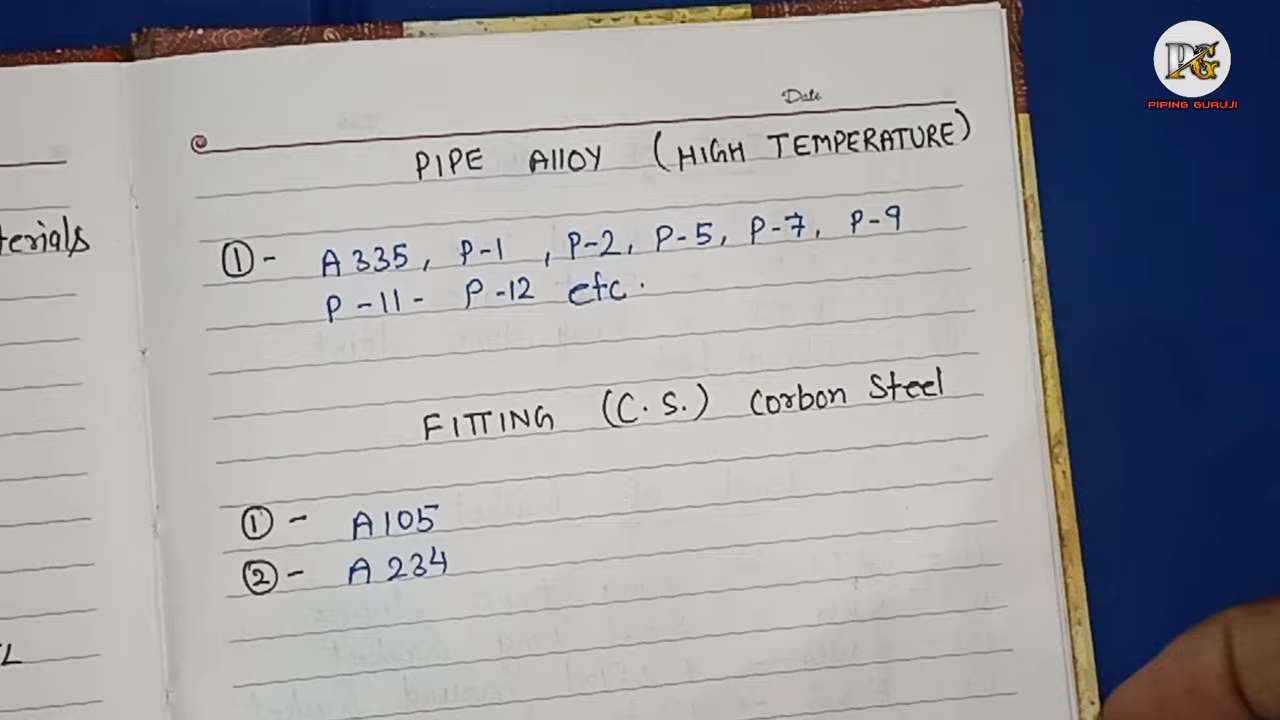 PG
PIPING GURUJI
Date
PIPE AllOY (HIGH TEMPERATURE)
terials
① - A 335, P-1, P-2, P-5, P-7, P-9
P-11- P-12 etc.
FITTING (C.S.) Corbon Steel
① - A105
② - A 234
L